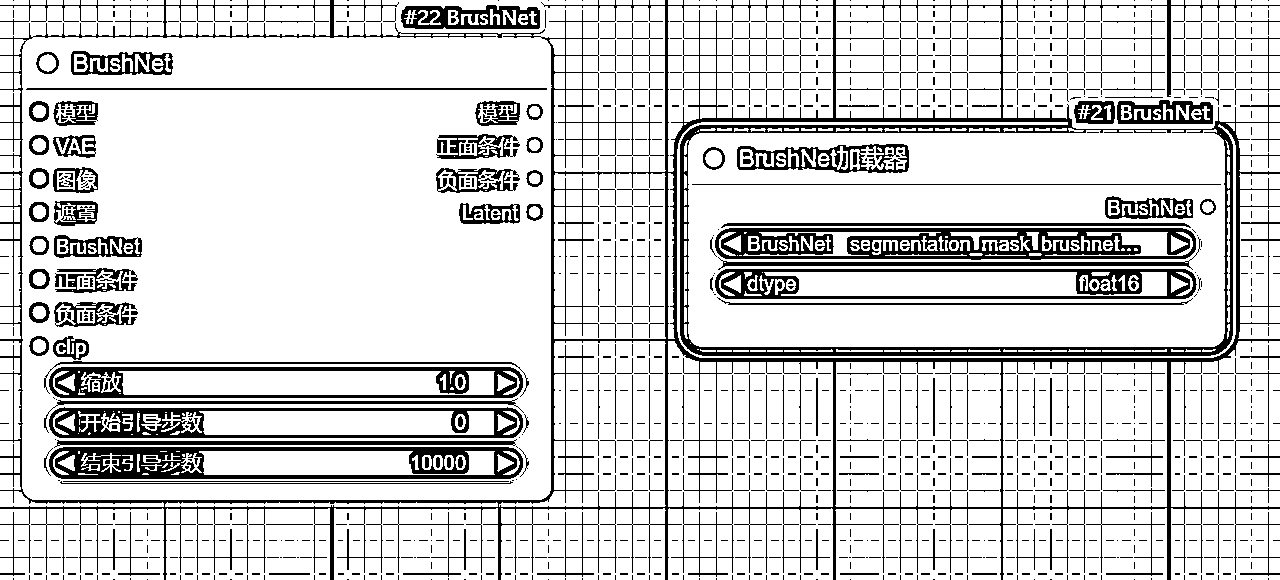 #22 BrushNet
BrushNet
模型 模型
VAE 正面条件
图像 负面条件
遮罩 Latent
BrushNet
正面条件
负面条件
clip
缩放 1.0
开始引导步数 0
结束引导步数 10000
#21 BrushNet
BrushNet加载器
BrushNet
BrushNet segmentation_mask_brushnet...
dtype float16